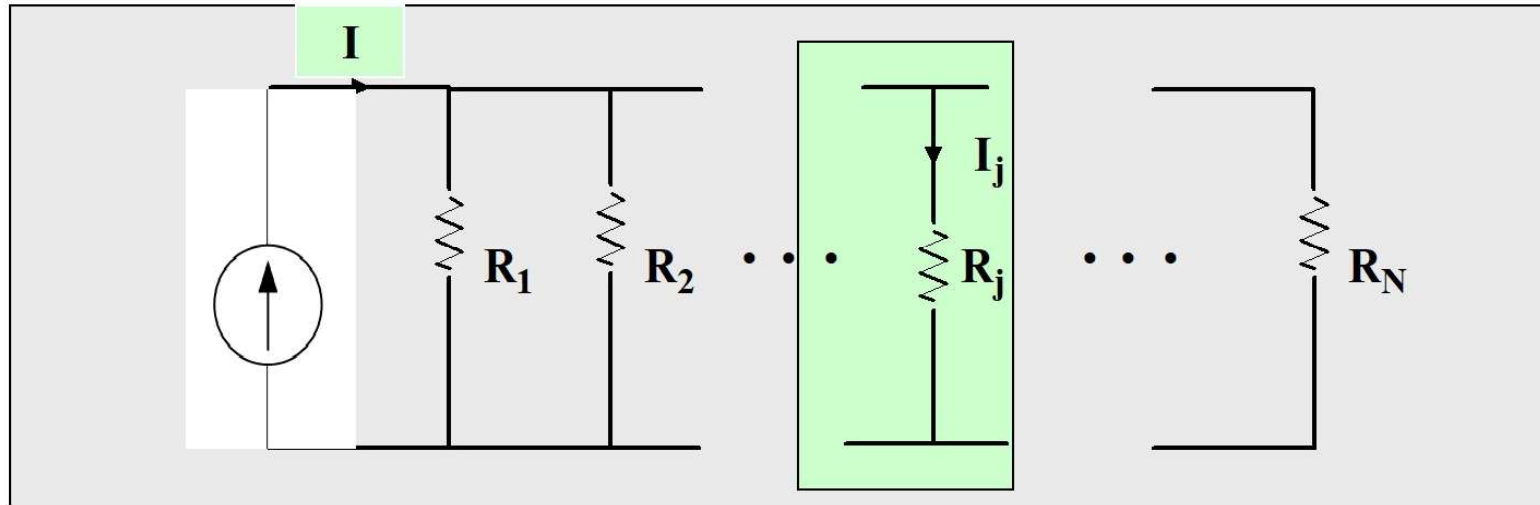 I
I_j
R_1 R_2 • • • R_j • • • R_N